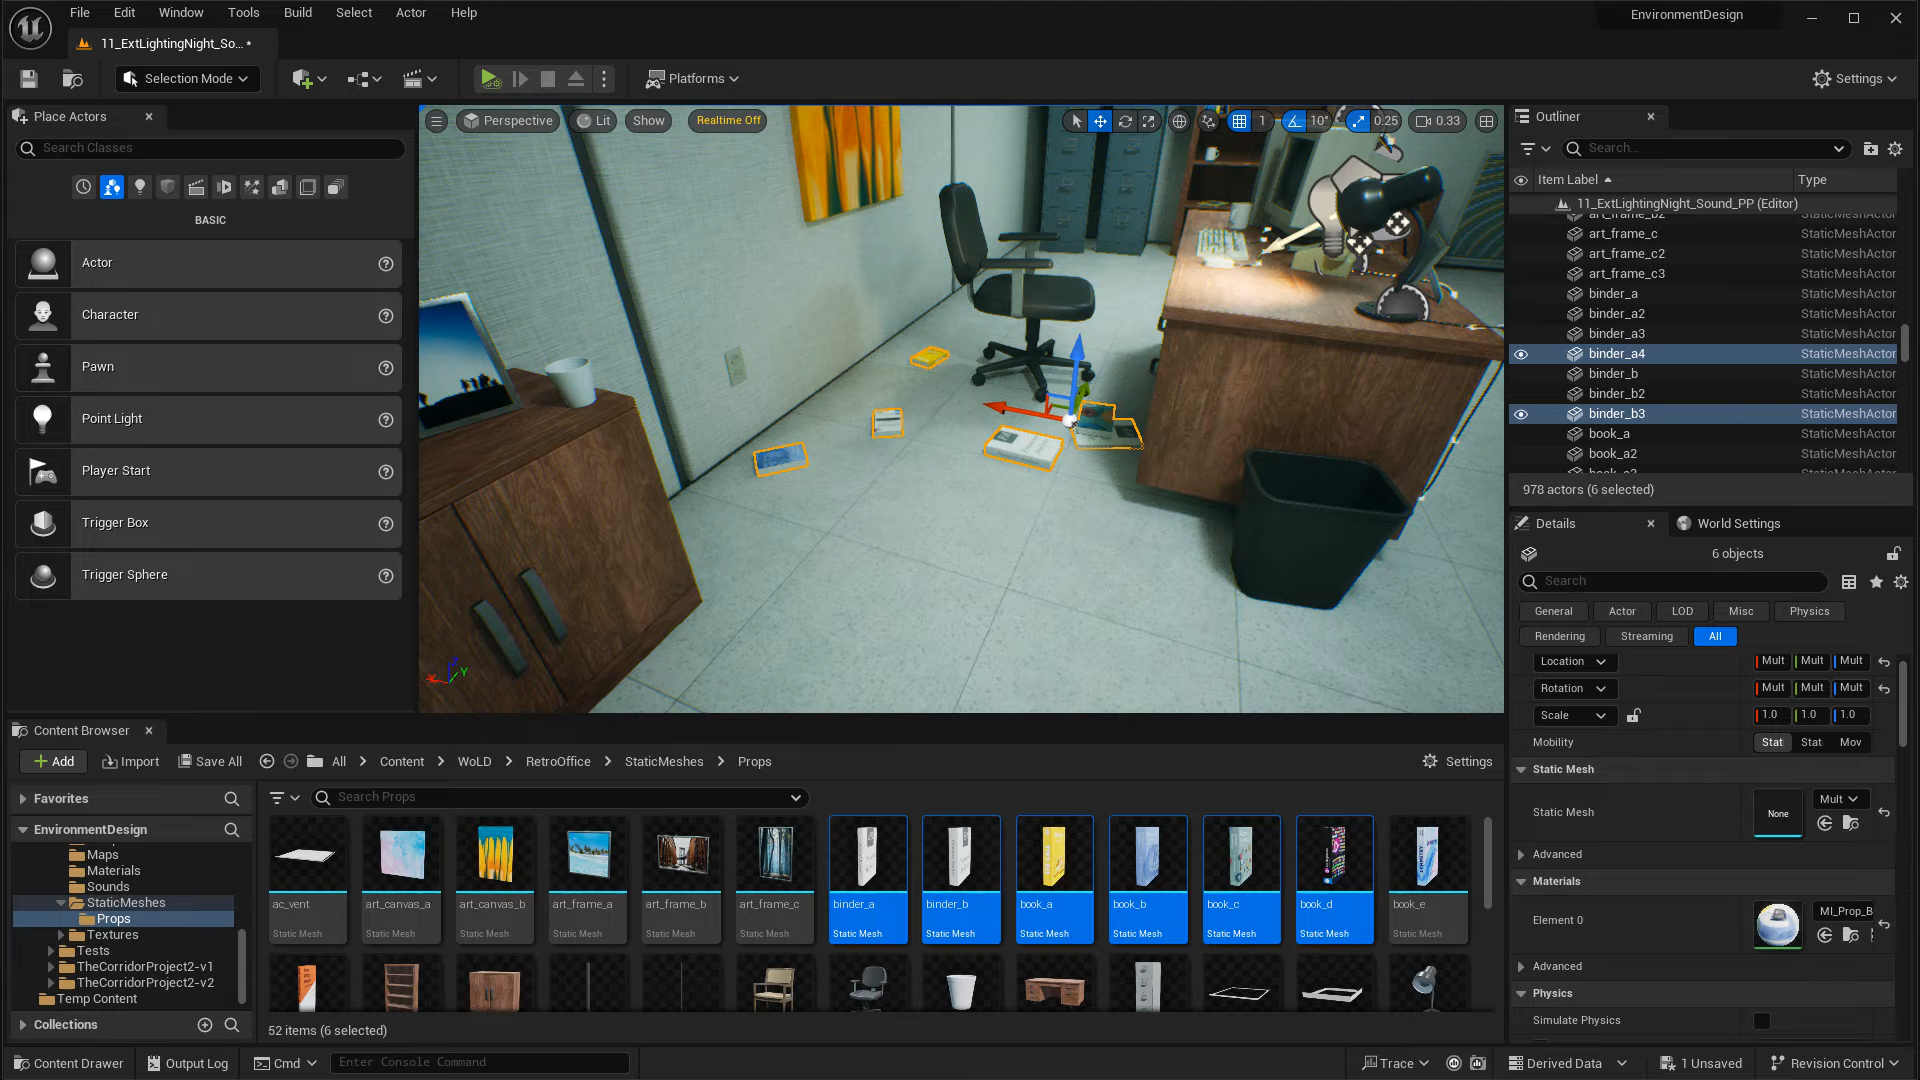 File Edit Window Tools Build Select Actor Help
EnvironmentDesign
11_ExtLightingNight_So... •
Selection Mode
Platforms
Settings
Place Actors
Search Classes
BASIC
Actor
Character
Pawn
Point Light
Player Start
Trigger Box
Trigger Sphere
Perspective Lit Show Realtime Off
1 10° 0.25 0.33
Outliner
Search...
Item Label Type
11_ExtLightingNight_Sound_PP (Editor)
art_frame_b2 StaticMeshActor
art_frame_c StaticMeshActor
art_frame_c2 StaticMeshActor
art_frame_c3 StaticMeshActor
binder_a StaticMeshActor
binder_a2 StaticMeshActor
binder_a3 StaticMeshActor
binder_a4 StaticMeshActor
binder_b StaticMeshActor
binder_b2 StaticMeshActor
binder_b3 StaticMeshActor
book_a StaticMeshActor
book_a2 StaticMeshActor
978 actors (6 selected)
Details World Settings
6 objects
Search
General Actor LOD Misc Physics
Rendering Streaming All
Location Mult Mult Mult
Rotation Mult Mult Mult
Scale 1.0 1.0 1.0
Mobility Stat Stat Mov
Static Mesh
Static Mesh None Mult
Advanced
Materials
Element 0 MI_Prop_B
Advanced
Physics
Simulate Physics
Content Browser
Add Import Save All All Content WoLD RetroOffice StaticMeshes Props Settings
Favorites
EnvironmentDesign
Maps
Materials
Sounds
StaticMeshes
Props
Textures
Tests
TheCorridorProject2-v1
TheCorridorProject2-v2
Temp Content
Collections
Search Props
ac_vent art_canvas_a art_canvas_b art_frame_a art_frame_b art_frame_c binder_a binder_b book_a book_b book_c book_d book_e
Static Mesh Static Mesh Static Mesh Static Mesh Static Mesh Static Mesh Static Mesh Static Mesh Static Mesh Static Mesh Static Mesh Static Mesh Static Mesh
52 items (6 selected)
Content Drawer Output Log Cmd Enter Console Command Trace Derived Data 1 Unsaved Revision Control